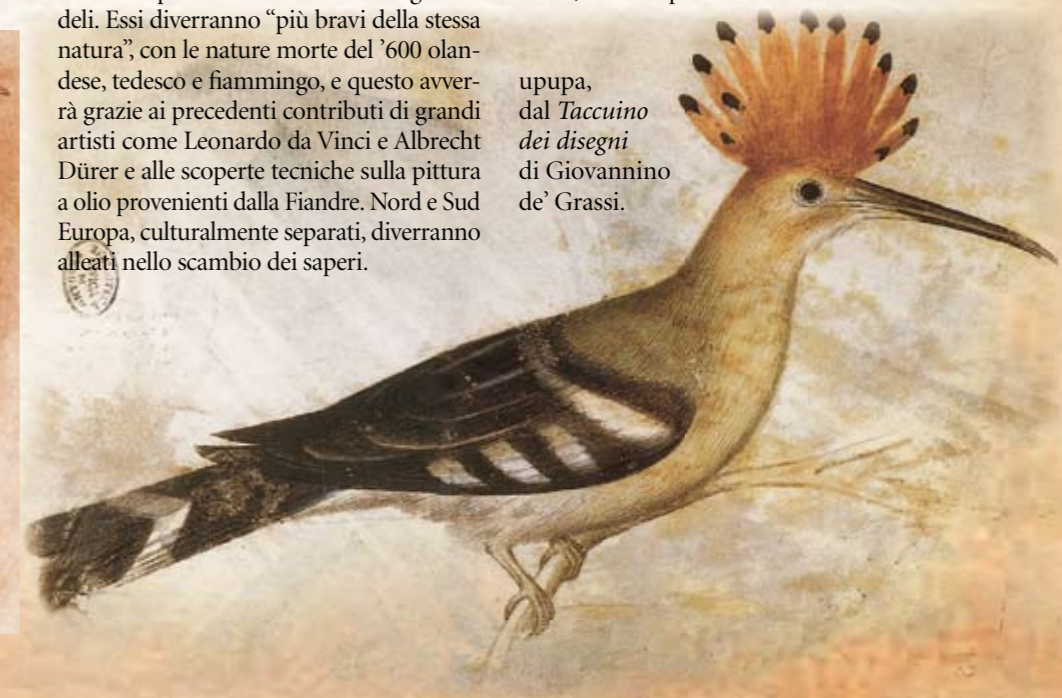 deli. Essi diverranno “più bravi della stessa
natura”, con le nature morte del ’600 olan-
dese, tedesco e fiammingo, e questo avver-
rà grazie ai precedenti contributi di grandi
artisti come Leonardo da Vinci e Albrecht
Dürer e alle scoperte tecniche sulla pittura
a olio provenienti dalla Fiandre. Nord e Sud
Europa, culturalmente separati, diverranno
alleati nello scambio dei saperi.
upupa,
dal Taccuino
dei disegni
di Giovannino
de’ Grassi.